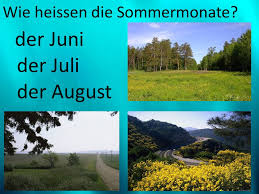 Wie heissen die Sommermonate?
der Juni
der Juli
der August